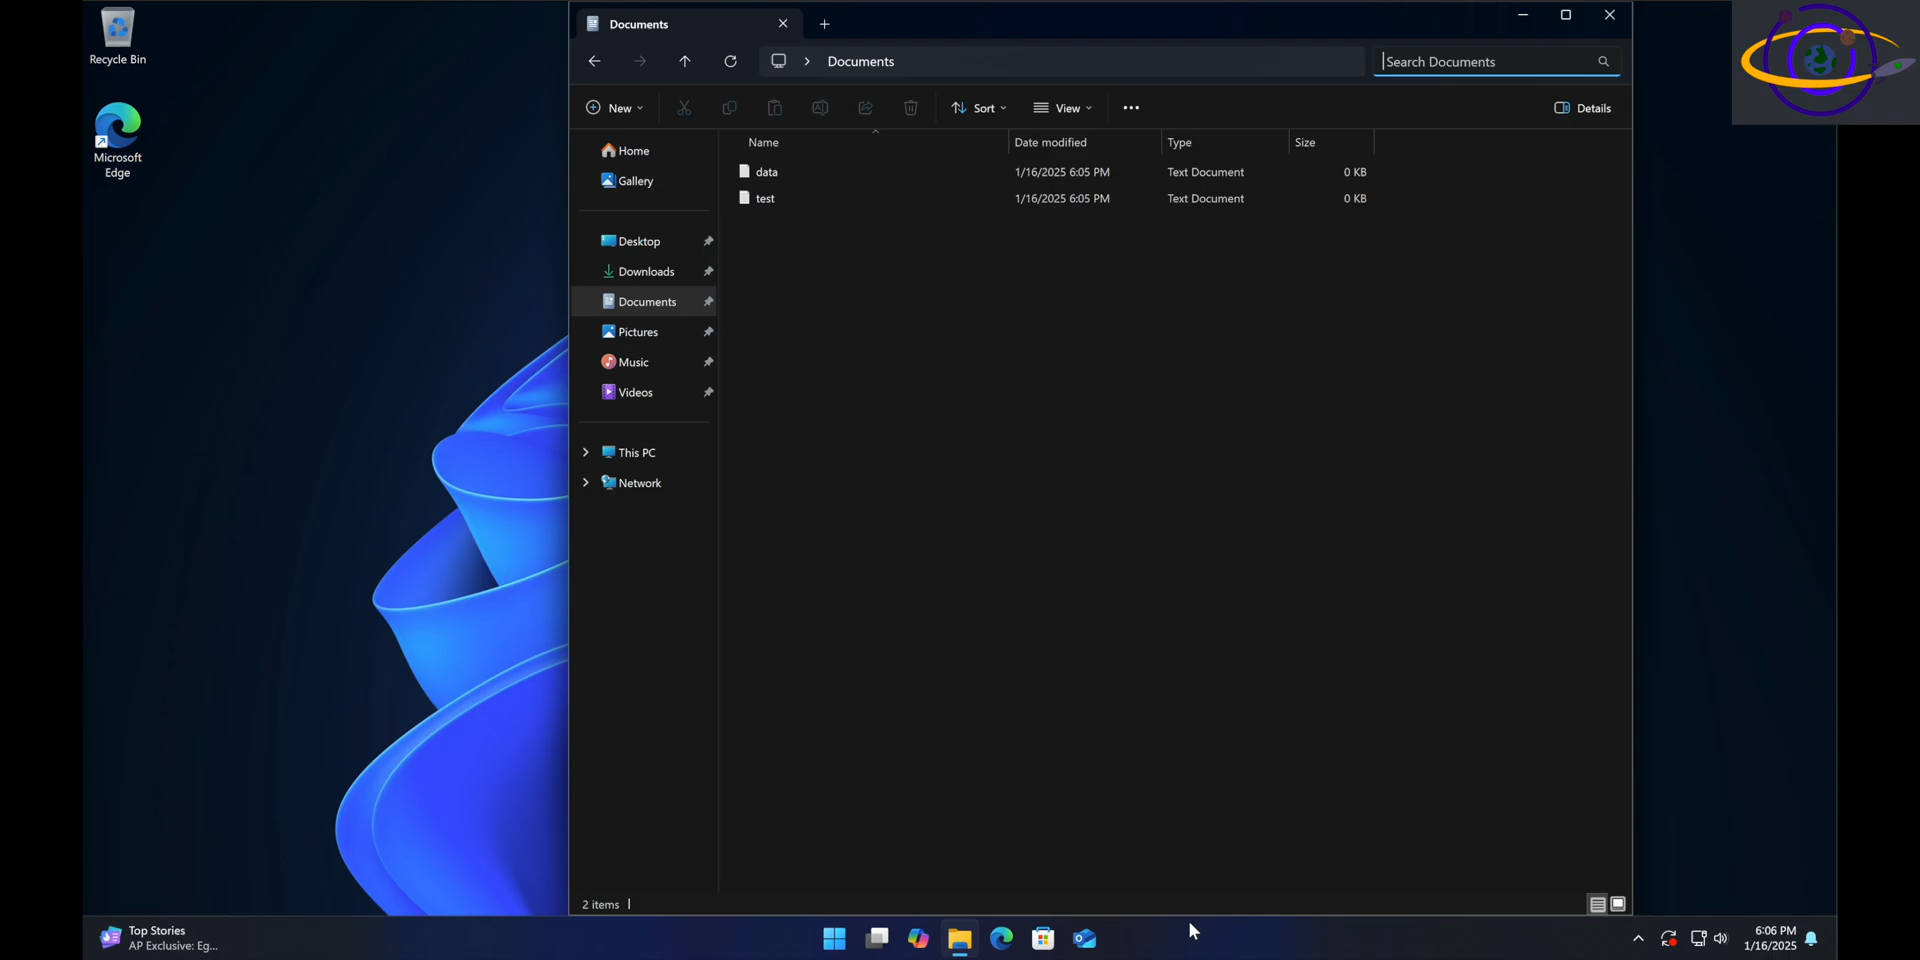 Recycle Bin
Microsoft
Edge
Documents
Documents
Search Documents
New
Sort
View
Details
Name
Date modified
Type
Size
data
1/16/2025 6:05 PM
Text Document
0 KB
test
1/16/2025 6:05 PM
Text Document
0 KB
Home
Gallery
Desktop
Downloads
Documents
Pictures
Music
Videos
This PC
Network
2 items
Top Stories
AP Exclusive: Eg...
6:06 PM
1/16/2025